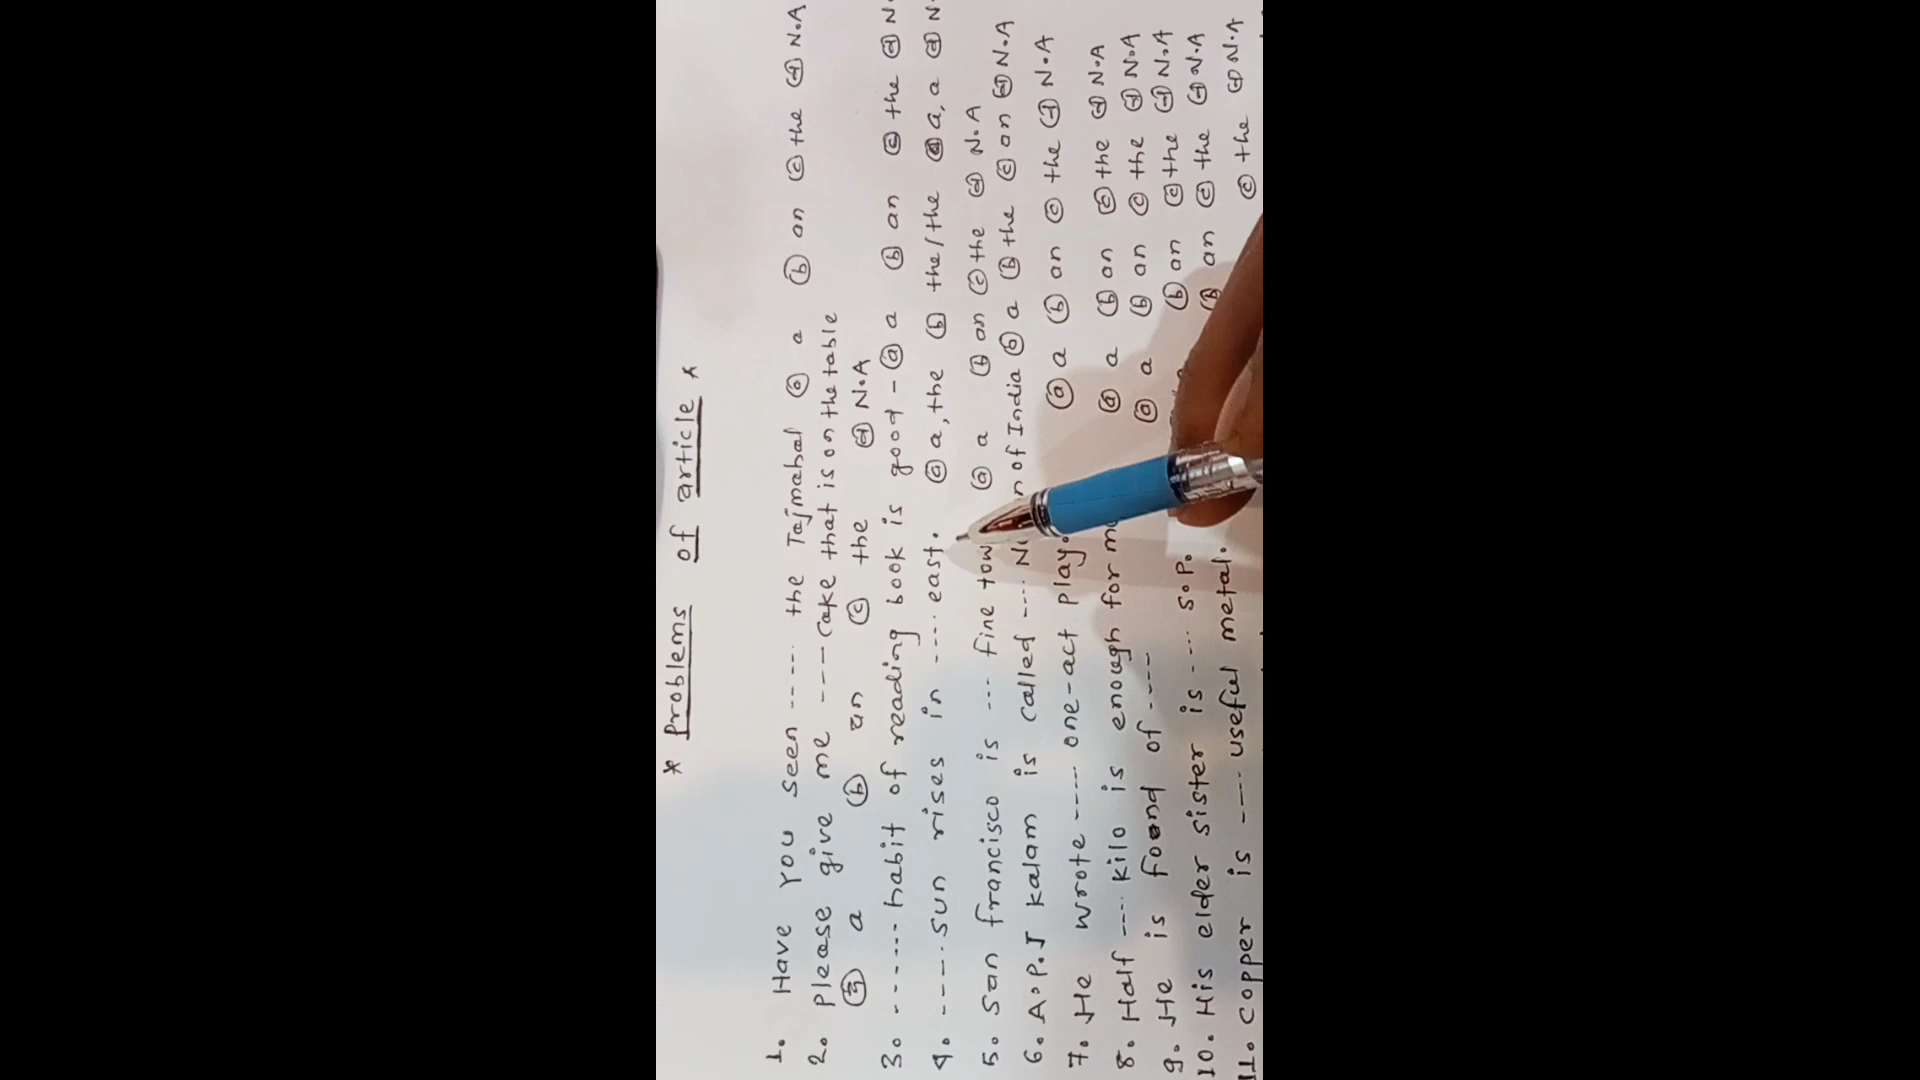 * Problems of article *
1. Have You seen ------ the Tajmahal ⓐ a ⓑ an ⓒ the ⓓ N.A
2. Please give me ---- cake that is on the table
a ⓑ an ⓒ the ⓓ N.A
3. ------- habit of reading book is good - ⓐ a ⓑ an ⓒ the ⓓ N.
4. ----- sun rises in ---- east. ⓐ a, the ⓑ the/the a, a ⓓ N
5. San francisco is --- fine ⓐ a ⓑ an ⓒ the ⓓ N.A
6. A.P.J kalam is called ---- of India ⓐ a ⓑ the ⓒ an ⓓ N.A
7. He wrote ----- one-act play. ⓐ a ⓑ an ⓒ the ⓓ N.A
8. Half ---- kilo is enough for ⓐ a ⓑ an ⓒ the ⓓ N.A
9. He is found of ---- ⓐ a ⓑ an ⓒ the ⓓ N.A
10. His elder sister is ---- S.P. ⓑ an ⓒ the ⓓ N.A
11. Copper is ---- useful metal. ⓑ an ⓒ the ⓓ N.A
ⓒ the ⓓ N.A